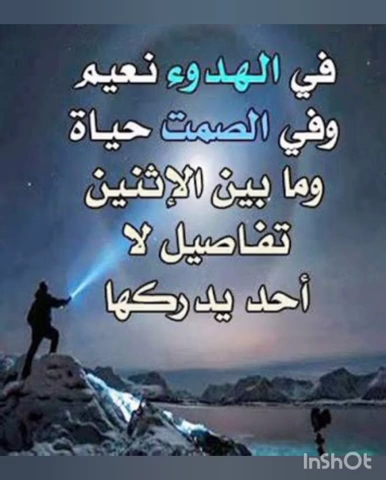 في الهدوء نعيم
وفي الصمت حياة
وما بين الإثنين
تفاصيل لا
أحد يدركها
InShOt